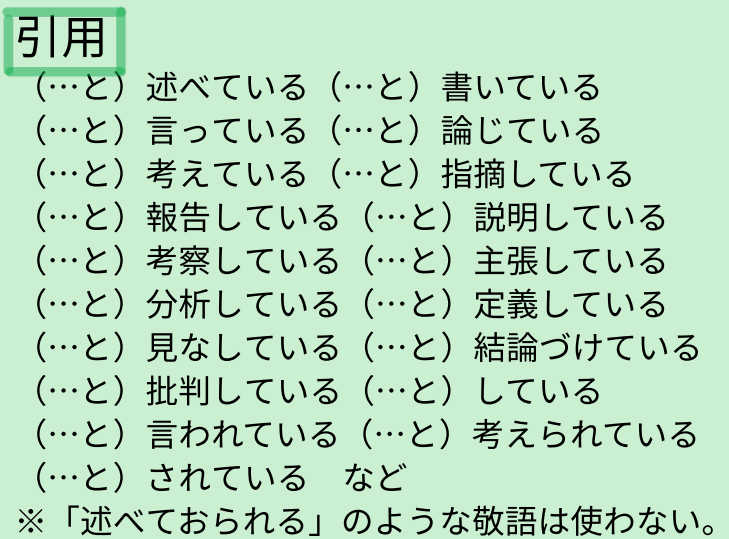 引用
（…と）述べている（…と）書いている
（…と）言っている（…と）論じている
（…と）考えている（…と）指摘している
（…と）報告している（…と）説明している
（…と）考察している（…と）主張している
（…と）分析している（…と）定義している
（…と）見なしている（…と）結論づけている
（…と）批判している（…と）している
（…と）言われている（…と）考えられている
（…と）されている　など
※「述べておられる」のような敬語は使わない。